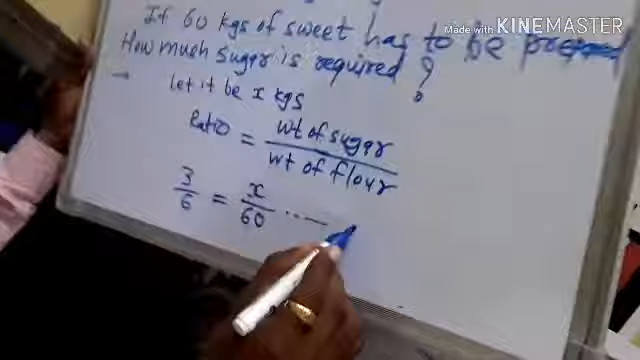 Made with KINEMASTER
If 60 kgs of sweet has to be
How much sugar is required ?
→ Let it be x kgs
Ratio = wt of sugar
wt of flour
3/6 = x/60 ...—